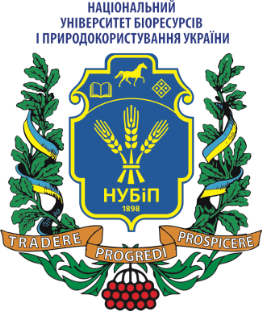 НАЦІОНАЛЬНИЙ
УНІВЕРСИТЕТ БІОРЕСУРСІВ
І ПРИРОДОКОРИСТУВАННЯ УКРАЇНИ
НУБіП
1898
TRADERE
PROGREDI
PROSPICERE